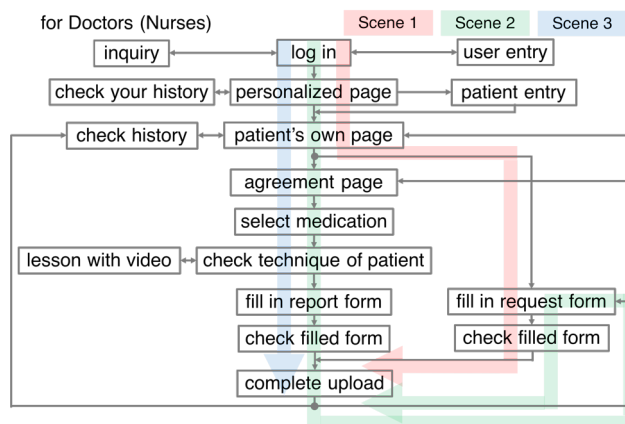 for Doctors (Nurses)
Scene 1
Scene 2
Scene 3
inquiry
log in
user entry
check your history
personalized page
patient entry
check history
patient's own page
agreement page
select medication
lesson with video
check technique of patient
fill in report form
fill in request form
check filled form
check filled form
complete upload